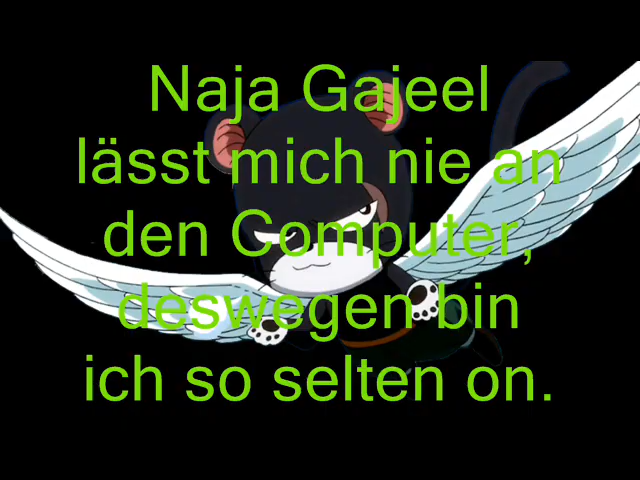 Naja Gajeel
lässt mich nie an
den Computer,
deswegen bin
ich so selten on.